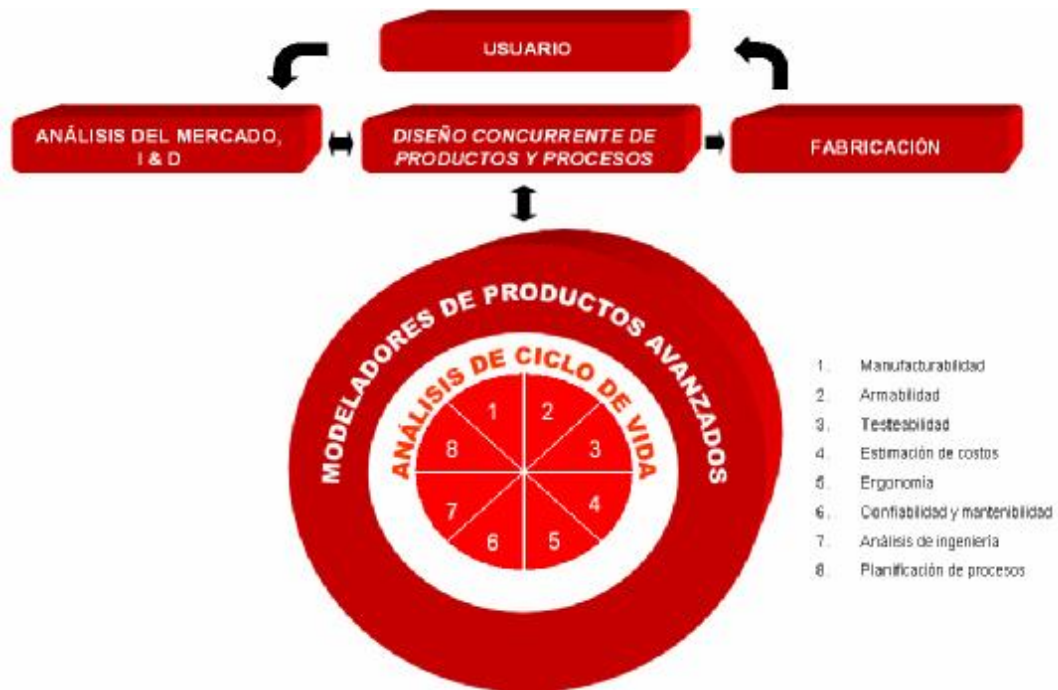 USUARIO
ANÁLISIS DEL MERCADO,
I & D
DISEÑO CONCURRENTE DE
PRODUCTOS Y PROCESOS
FABRICACIÓN
MODELADORES DE PRODUCTOS AVANZADOS
ANÁLISIS DE CICLO DE VIDA
1
2
3
4
5
6
7
8
1. Manufacturabilidad
2. Armabilidad
3. Testeabilidad
4. Estimación de costos
5. Ergonomía
6. Confiabilidad y mantenibilidad
7. Análisis de ingeniería
8. Planificación de procesos